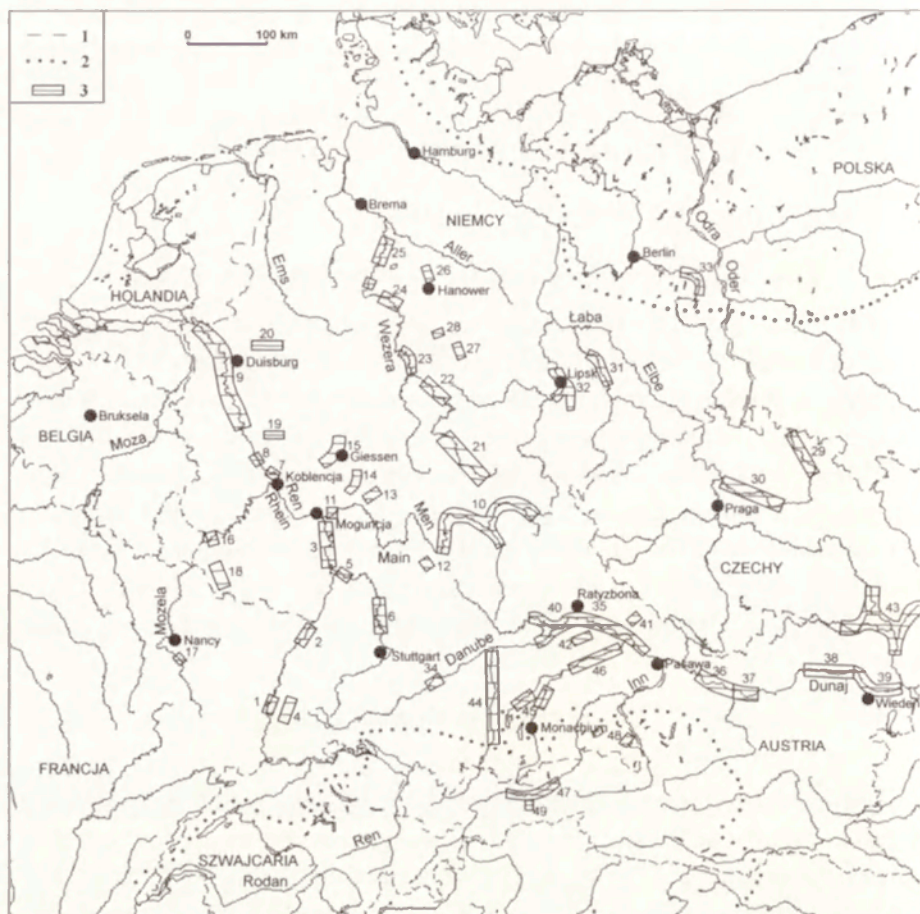 1
2
3
0 100 km
Hamburg
POLSKA
Brema
NIEMCY
Odra
Oder
Berlin
33
25
Aller
26
Hanower
24
Ems
HOLANDIA
Wezera
28
27
Łaba
Elbe
20
Duisburg
9
23
22
Lipsk
31
32
Bruksela
BELGIA
Moza
19
21
29
8
7
15
Giessen
14
13
Koblencja
Ren
Rhein
30
Praga
11
Moguncja
Men
10
3
Main
12
16
5
18
CZECHY
Mozela
6
Ratyzbona
40
35
41
43
Nancy
17
2
Stuttgart
Danube
34
42
46
Pasawa
36
37
38
Dunaj
39
Wiedeń
Inn
1
4
44
45
Monachium
48
AUSTRIA
FRANCJA
47
49
SZWAJCARIA
Rodan
Ren